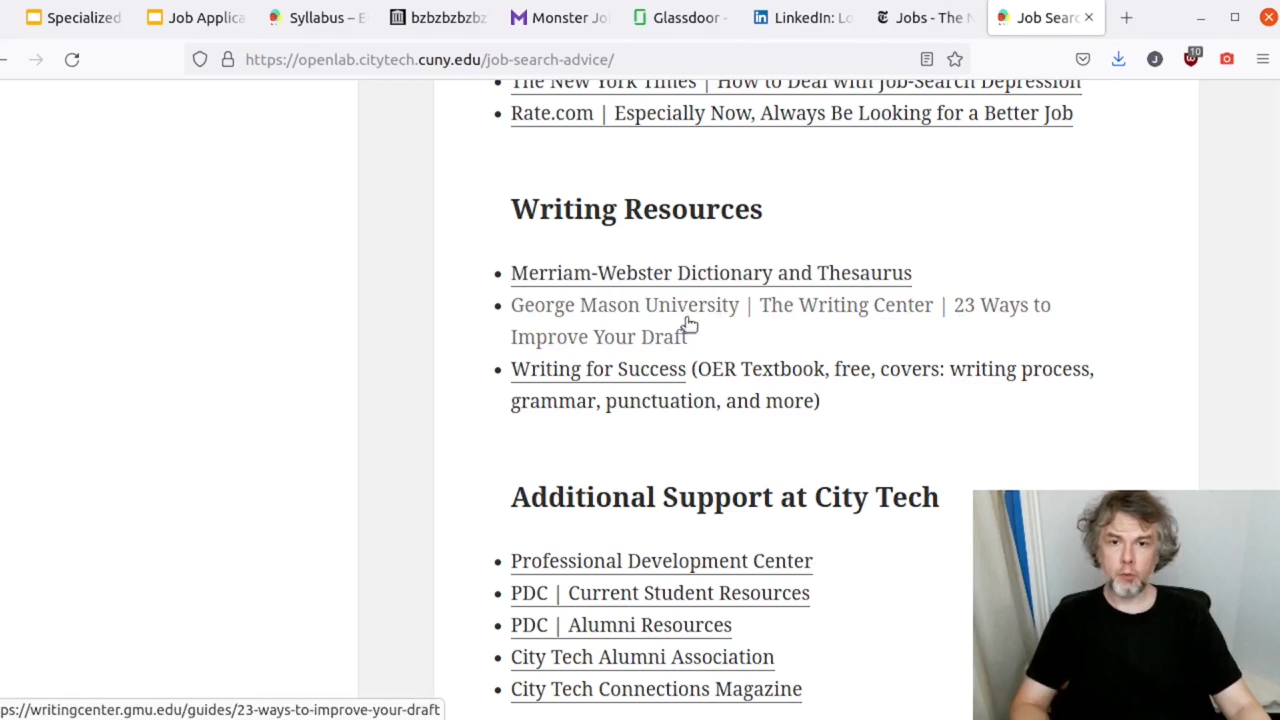 Specialized
Job Applica
Syllabus – E
bzbzbzbzbz
Monster Jo
Glassdoor -
LinkedIn: Lo
Jobs - The N
Job Searc
https://openlab.citytech.cuny.edu/job-search-advice/
10
J
The New York Times | How to Deal with Job-Search Depression
• Rate.com | Especially Now, Always Be Looking for a Better Job
Writing Resources
• Merriam-Webster Dictionary and Thesaurus
• George Mason University | The Writing Center | 23 Ways to
Improve Your Draft
• Writing for Success (OER Textbook, free, covers: writing process,
grammar, punctuation, and more)
Additional Support at City Tech
• Professional Development Center
• PDC | Current Student Resources
• PDC | Alumni Resources
• City Tech Alumni Association
• City Tech Connections Magazine
ps://writingcenter.gmu.edu/guides/23-ways-to-improve-your-draft